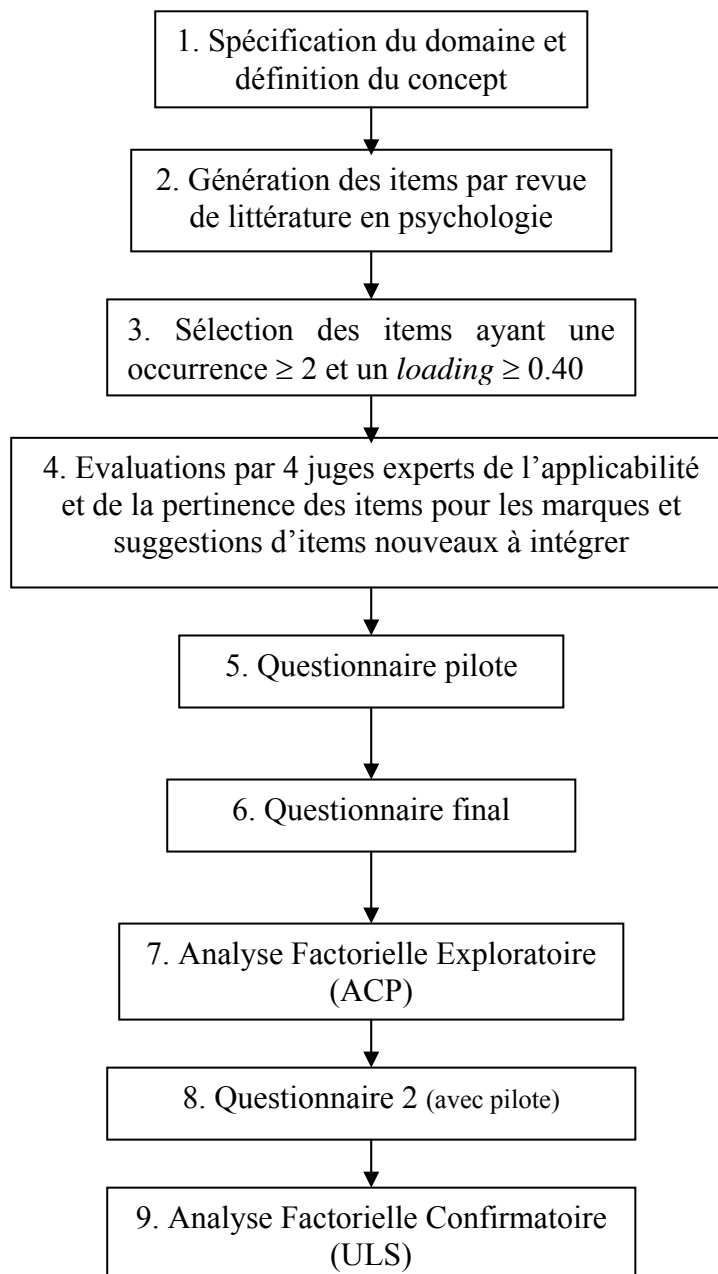 1. Spécification du domaine et
définition du concept
2. Génération des items par revue
de littérature en psychologie
3. Sélection des items ayant une
occurrence ≥ 2 et un loading ≥ 0.40
4. Evaluations par 4 juges experts de l’applicabilité
et de la pertinence des items pour les marques et
suggestions d’items nouveaux à intégrer
5. Questionnaire pilote
6. Questionnaire final
7. Analyse Factorielle Exploratoire
(ACP)
8. Questionnaire 2 (avec pilote)
9. Analyse Factorielle Confirmatoire
(ULS)